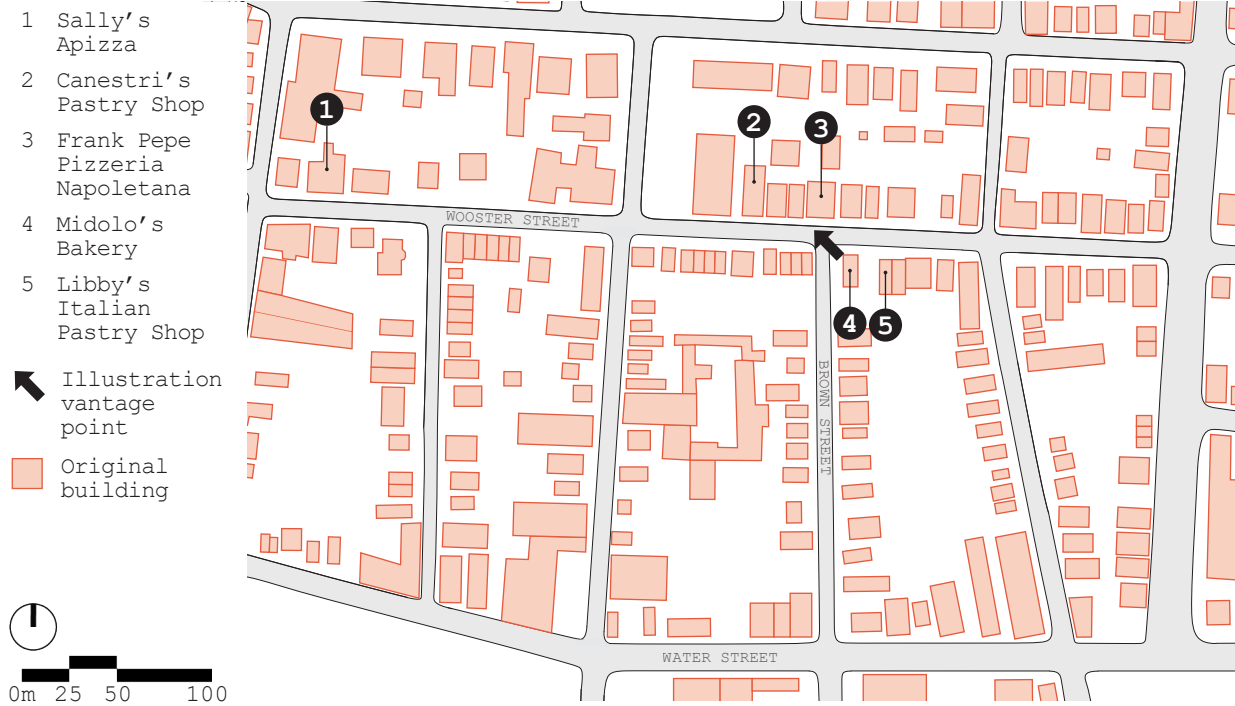 1 Sally's
Apizza
2 Canestri's
Pastry Shop
3 Frank Pepe
Pizzeria
Napoletana
4 Midolo's
Bakery
5 Libby's
Italian
Pastry Shop
Illustration
vantage
point
Original
building
0m 25 50 100
1
2
3
WOOSTER STREET
4
5
BROWN STREET
WATER STREET